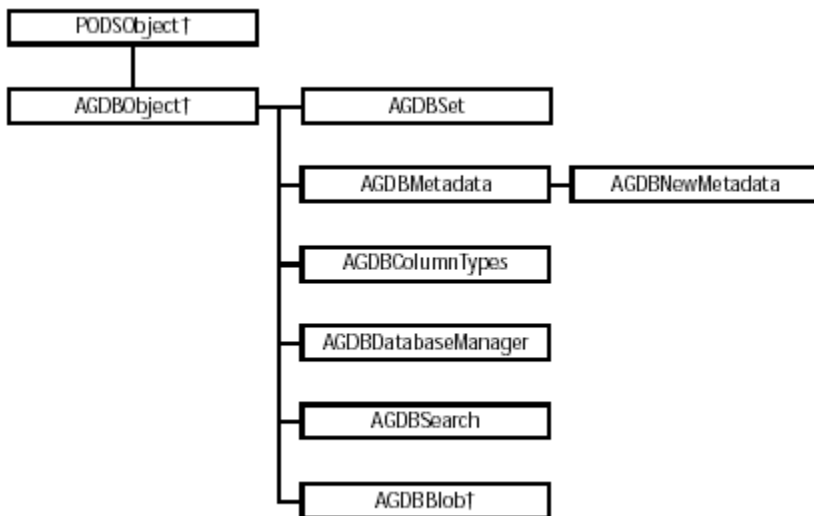 PODSObject†
AGDBObject†
AGDBSet
AGDBMetadata
AGDBNewMetadata
AGDBColumnTypes
AGDBDatabaseManager
AGDBSearch
AGDBBlob†